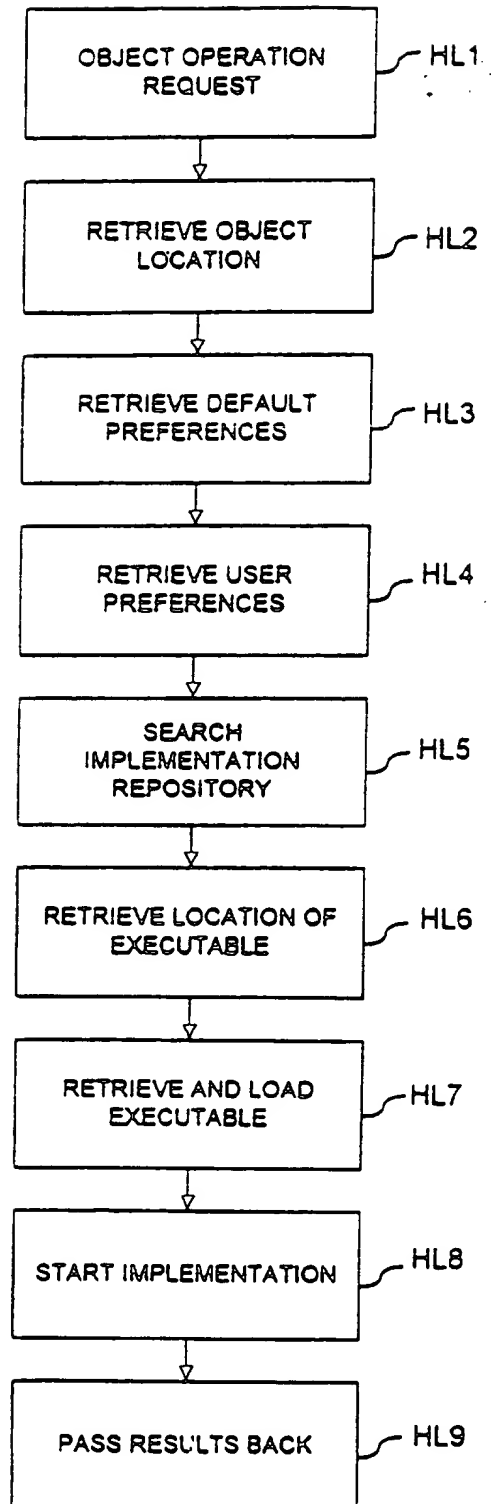 OBJECT OPERATION
REQUEST
HL1
RETRIEVE OBJECT
LOCATION
HL2
RETRIEVE DEFAULT
PREFERENCES
HL3
RETRIEVE USER
PREFERENCES
HL4
SEARCH
IMPLEMENTATION
REPOSITORY
HL5
RETRIEVE LOCATION OF
EXECUTABLE
HL6
RETRIEVE AND LOAD
EXECUTABLE
HL7
START IMPLEMENTATION
HL8
PASS RESULTS BACK
HL9